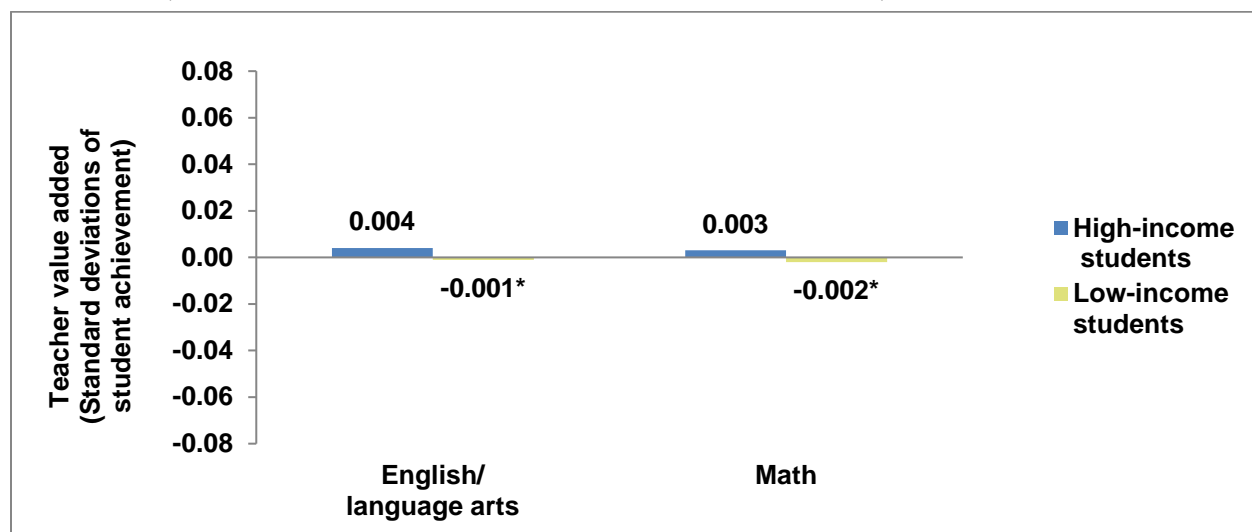 Teacher value added
(Standard deviations of
student achievement)
0.08
0.06
0.04
0.02
0.00
-0.02
-0.04
-0.06
-0.08
0.004
-0.001*
0.003
-0.002*
English/
language arts
Math
High-income
students
Low-income
students